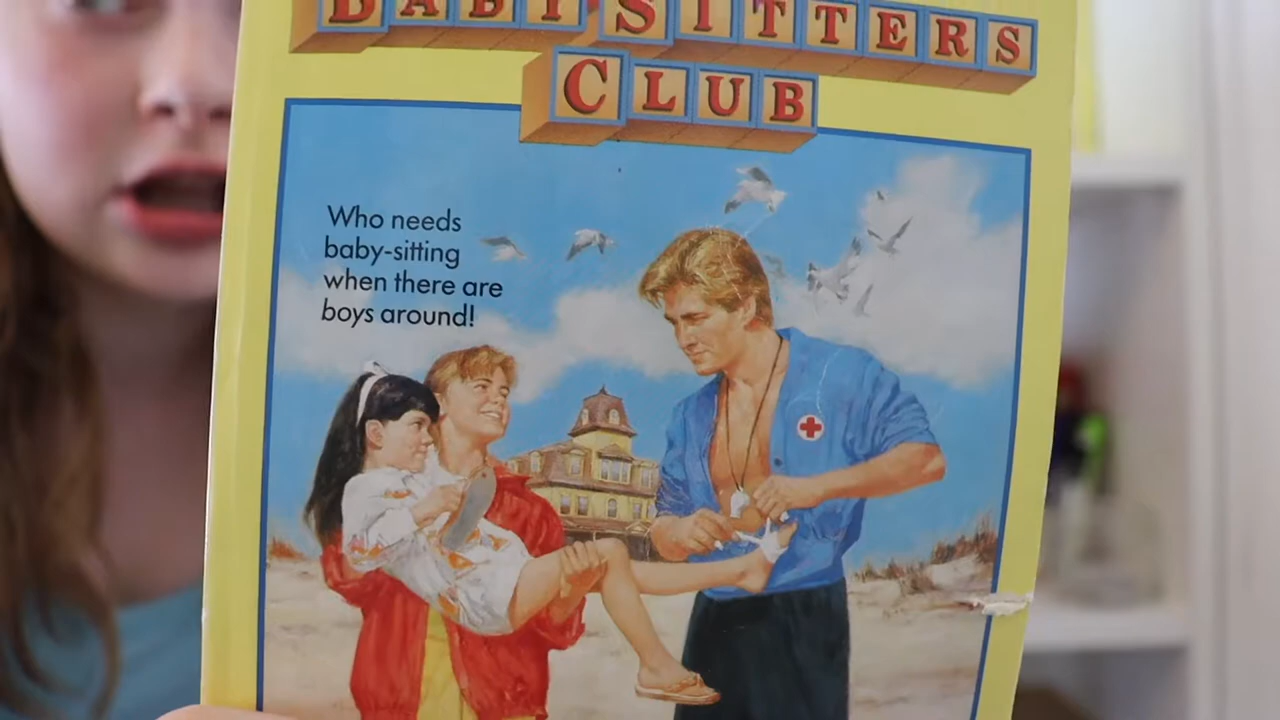 BABY SITTERS
CLUB
Who needs
baby-sitting
when there are
boys around!